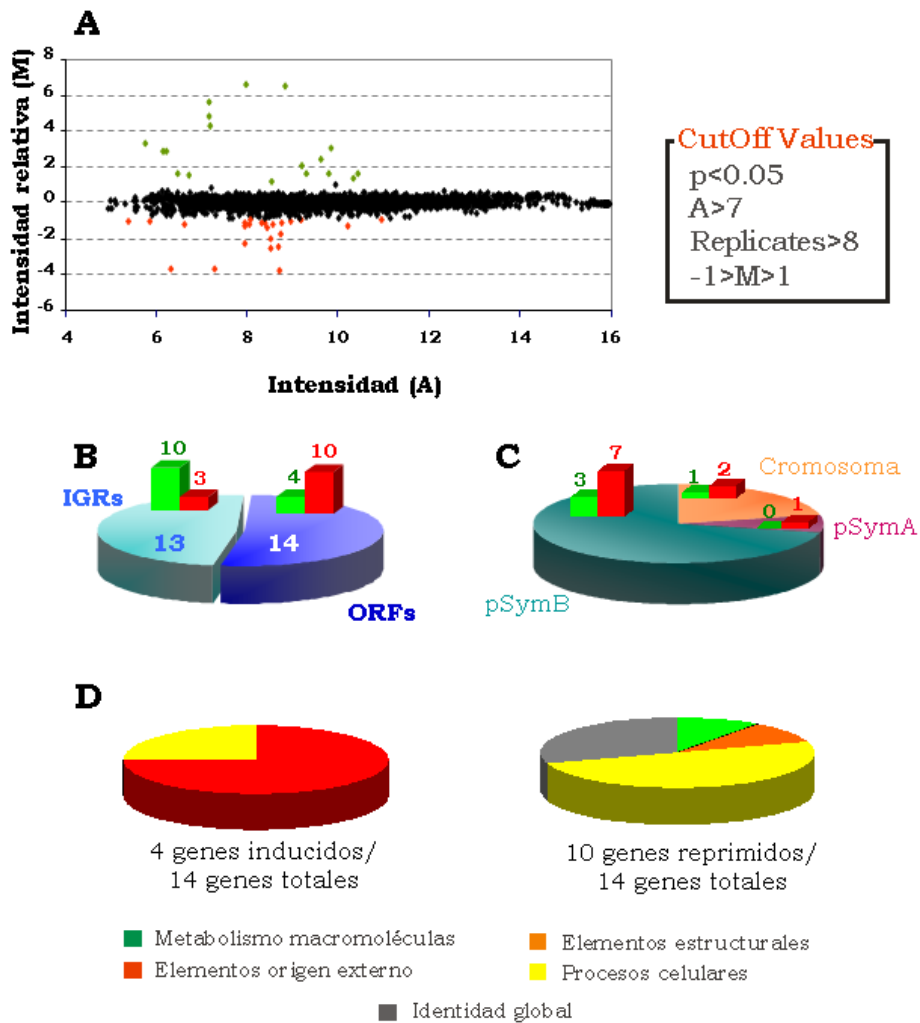 A
Intensidad relativa (M)
8
6
4
2
0
-2
-4
-6
4
6
8
10
12
14
16
Intensidad (A)
CutOff Values
p<0.05
A>7
Replicates>8
-1>M>1
B
10
3
4
10
IGRs
13
14
ORFs
C
3
7
1
2
Cromosoma
0
1
pSymA
pSymB
D
4 genes inducidos/
14 genes totales
10 genes reprimidos/
14 genes totales
Metabolismo macromoléculas
Elementos estructurales
Elementos origen externo
Procesos celulares
Identidad global